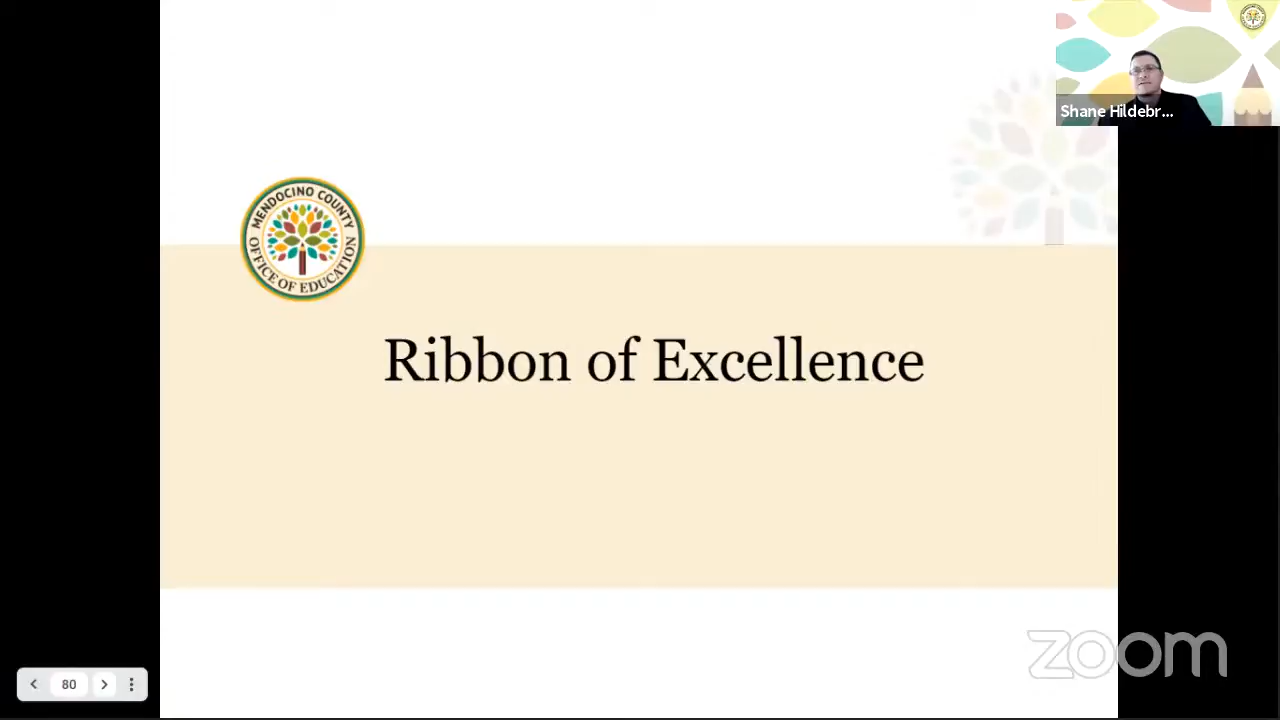 Shane Hildebr...
MENDOCINO COUNTY
OFFICE OF EDUCATION
Ribbon of Excellence
zoom
80